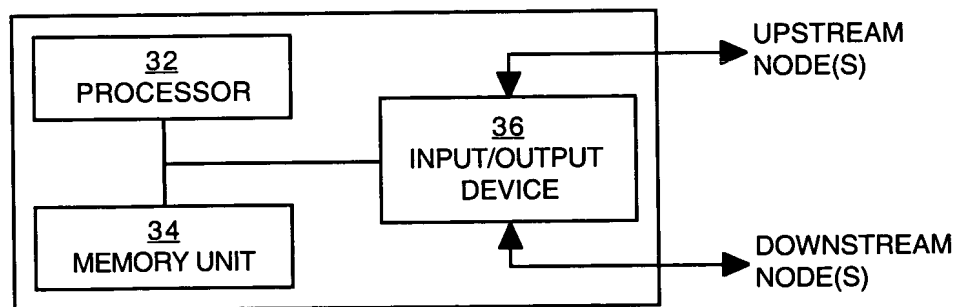 32
PROCESSOR
34
MEMORY UNIT
36
INPUT/OUTPUT
DEVICE
UPSTREAM
NODE(S)
DOWNSTREAM
NODE(S)